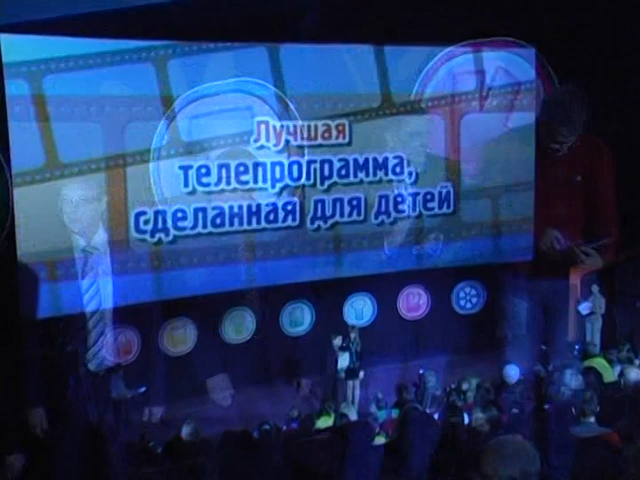 Лучшая
телепрограмма,
сделанная для детей